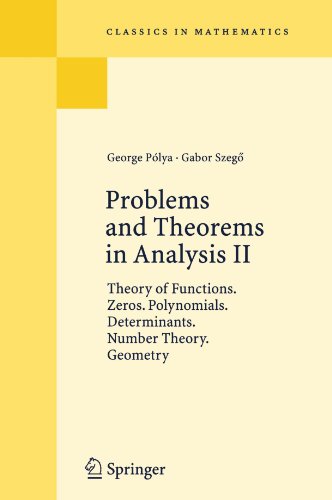 CLASSICS IN MATHEMATICS
George Pólya · Gabor Szegő
Problems
and Theorems
in Analysis II
Theory of Functions.
Zeros. Polynomials.
Determinants.
Number Theory.
Geometry
Springer